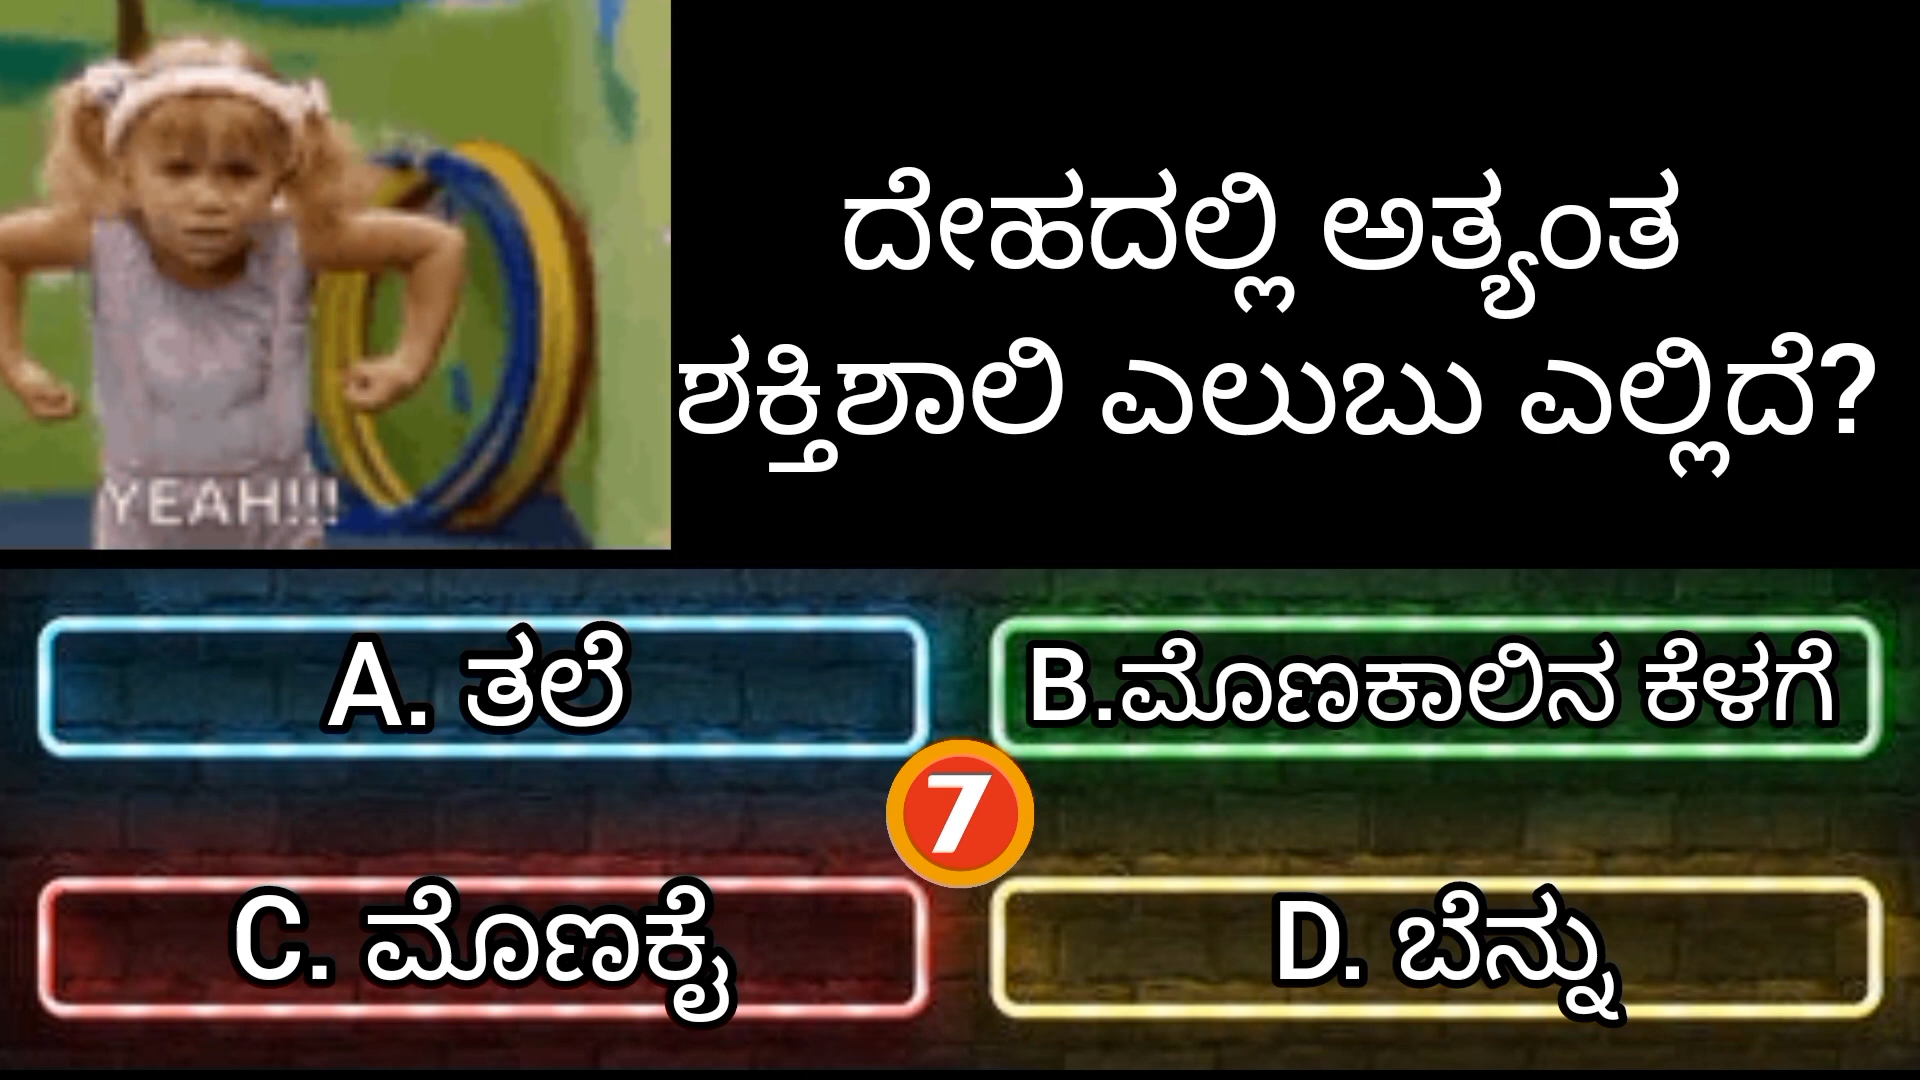 YEAH!!!
ದೇಹದಲ್ಲಿ ಅತ್ಯಂತ
ಶಕ್ತಿಶಾಲಿ ಎಲುಬು ಎಲ್ಲಿದೆ?
A. ತಲೆ
B.ಮೊಣಕಾಲಿನ ಕೆಳಗೆ
7
C. ಮೊಣಕೈ
D. ಬೆನ್ನು